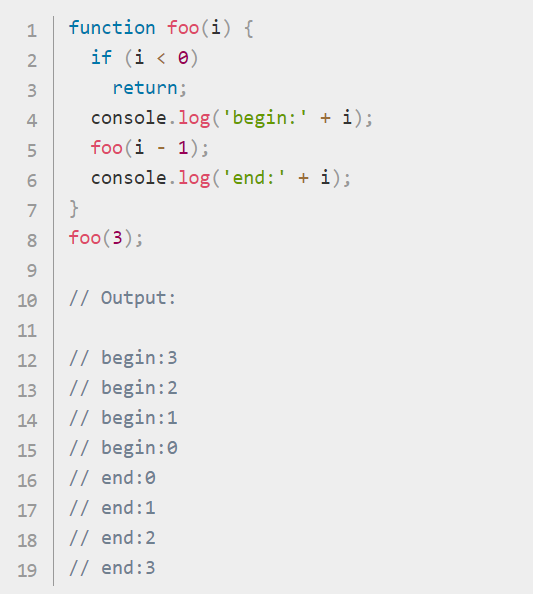 1 function foo(i) {
2   if (i < 0)
3     return;
4   console.log('begin:' + i);
5   foo(i - 1);
6   console.log('end:' + i);
7 }
8 foo(3);
9
10 // Output:
11
12 // begin:3
13 // begin:2
14 // begin:1
15 // begin:0
16 // end:0
17 // end:1
18 // end:2
19 // end:3